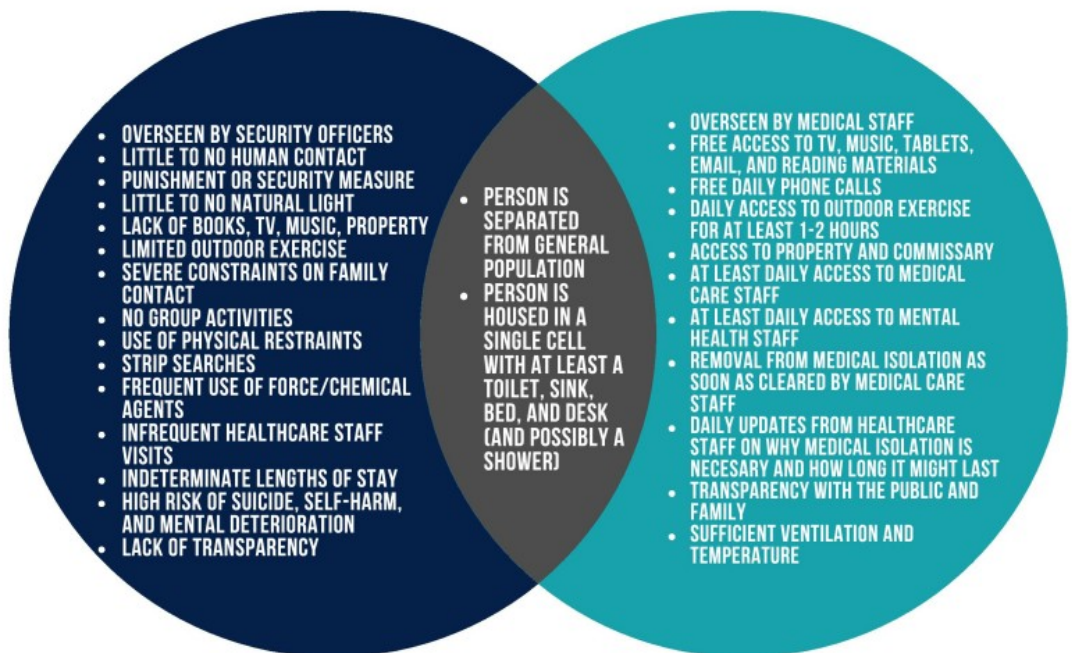 • OVERSEEN BY SECURITY OFFICERS
• LITTLE TO NO HUMAN CONTACT
• PUNISHMENT OR SECURITY MEASURE
• LITTLE TO NO NATURAL LIGHT
• LACK OF BOOKS, TV, MUSIC, PROPERTY
• LIMITED OUTDOOR EXERCISE
• SEVERE CONSTRAINTS ON FAMILY
CONTACT
• NO GROUP ACTIVITIES
• USE OF PHYSICAL RESTRAINTS
• STRIP SEARCHES
• FREQUENT USE OF FORCE/CHEMICAL
AGENTS
• INFREQUENT HEALTHCARE STAFF
VISITS
• INDETERMINATE LENGTHS OF STAY
• HIGH RISK OF SUICIDE, SELF-HARM,
AND MENTAL DETERIORATION
• LACK OF TRANSPARENCY
• PERSON IS
SEPARATED
FROM GENERAL
POPULATION
• PERSON IS
HOUSED IN A
SINGLE CELL
WITH AT LEAST A
TOILET, SINK,
BED, AND DESK
(AND POSSIBLY A
SHOWER)
• OVERSEEN BY MEDICAL STAFF
• FREE ACCESS TO TV, MUSIC, TABLETS,
EMAIL, AND READING MATERIALS
• FREE DAILY PHONE CALLS
• DAILY ACCESS TO OUTDOOR EXERCISE
FOR AT LEAST 1-2 HOURS
• ACCESS TO PROPERTY AND COMMISSARY
• AT LEAST DAILY ACCESS TO MEDICAL
CARE STAFF
• AT LEAST DAILY ACCESS TO MENTAL
HEALTH STAFF
• REMOVAL FROM MEDICAL ISOLATION AS
SOON AS CLEARED BY MEDICAL CARE
STAFF
• DAILY UPDATES FROM HEALTHCARE
STAFF ON WHY MEDICAL ISOLATION IS
NECESARY AND HOW LONG IT MIGHT LAST
• TRANSPARENCY WITH THE PUBLIC AND
FAMILY
• SUFFICIENT VENTILATION AND
TEMPERATURE